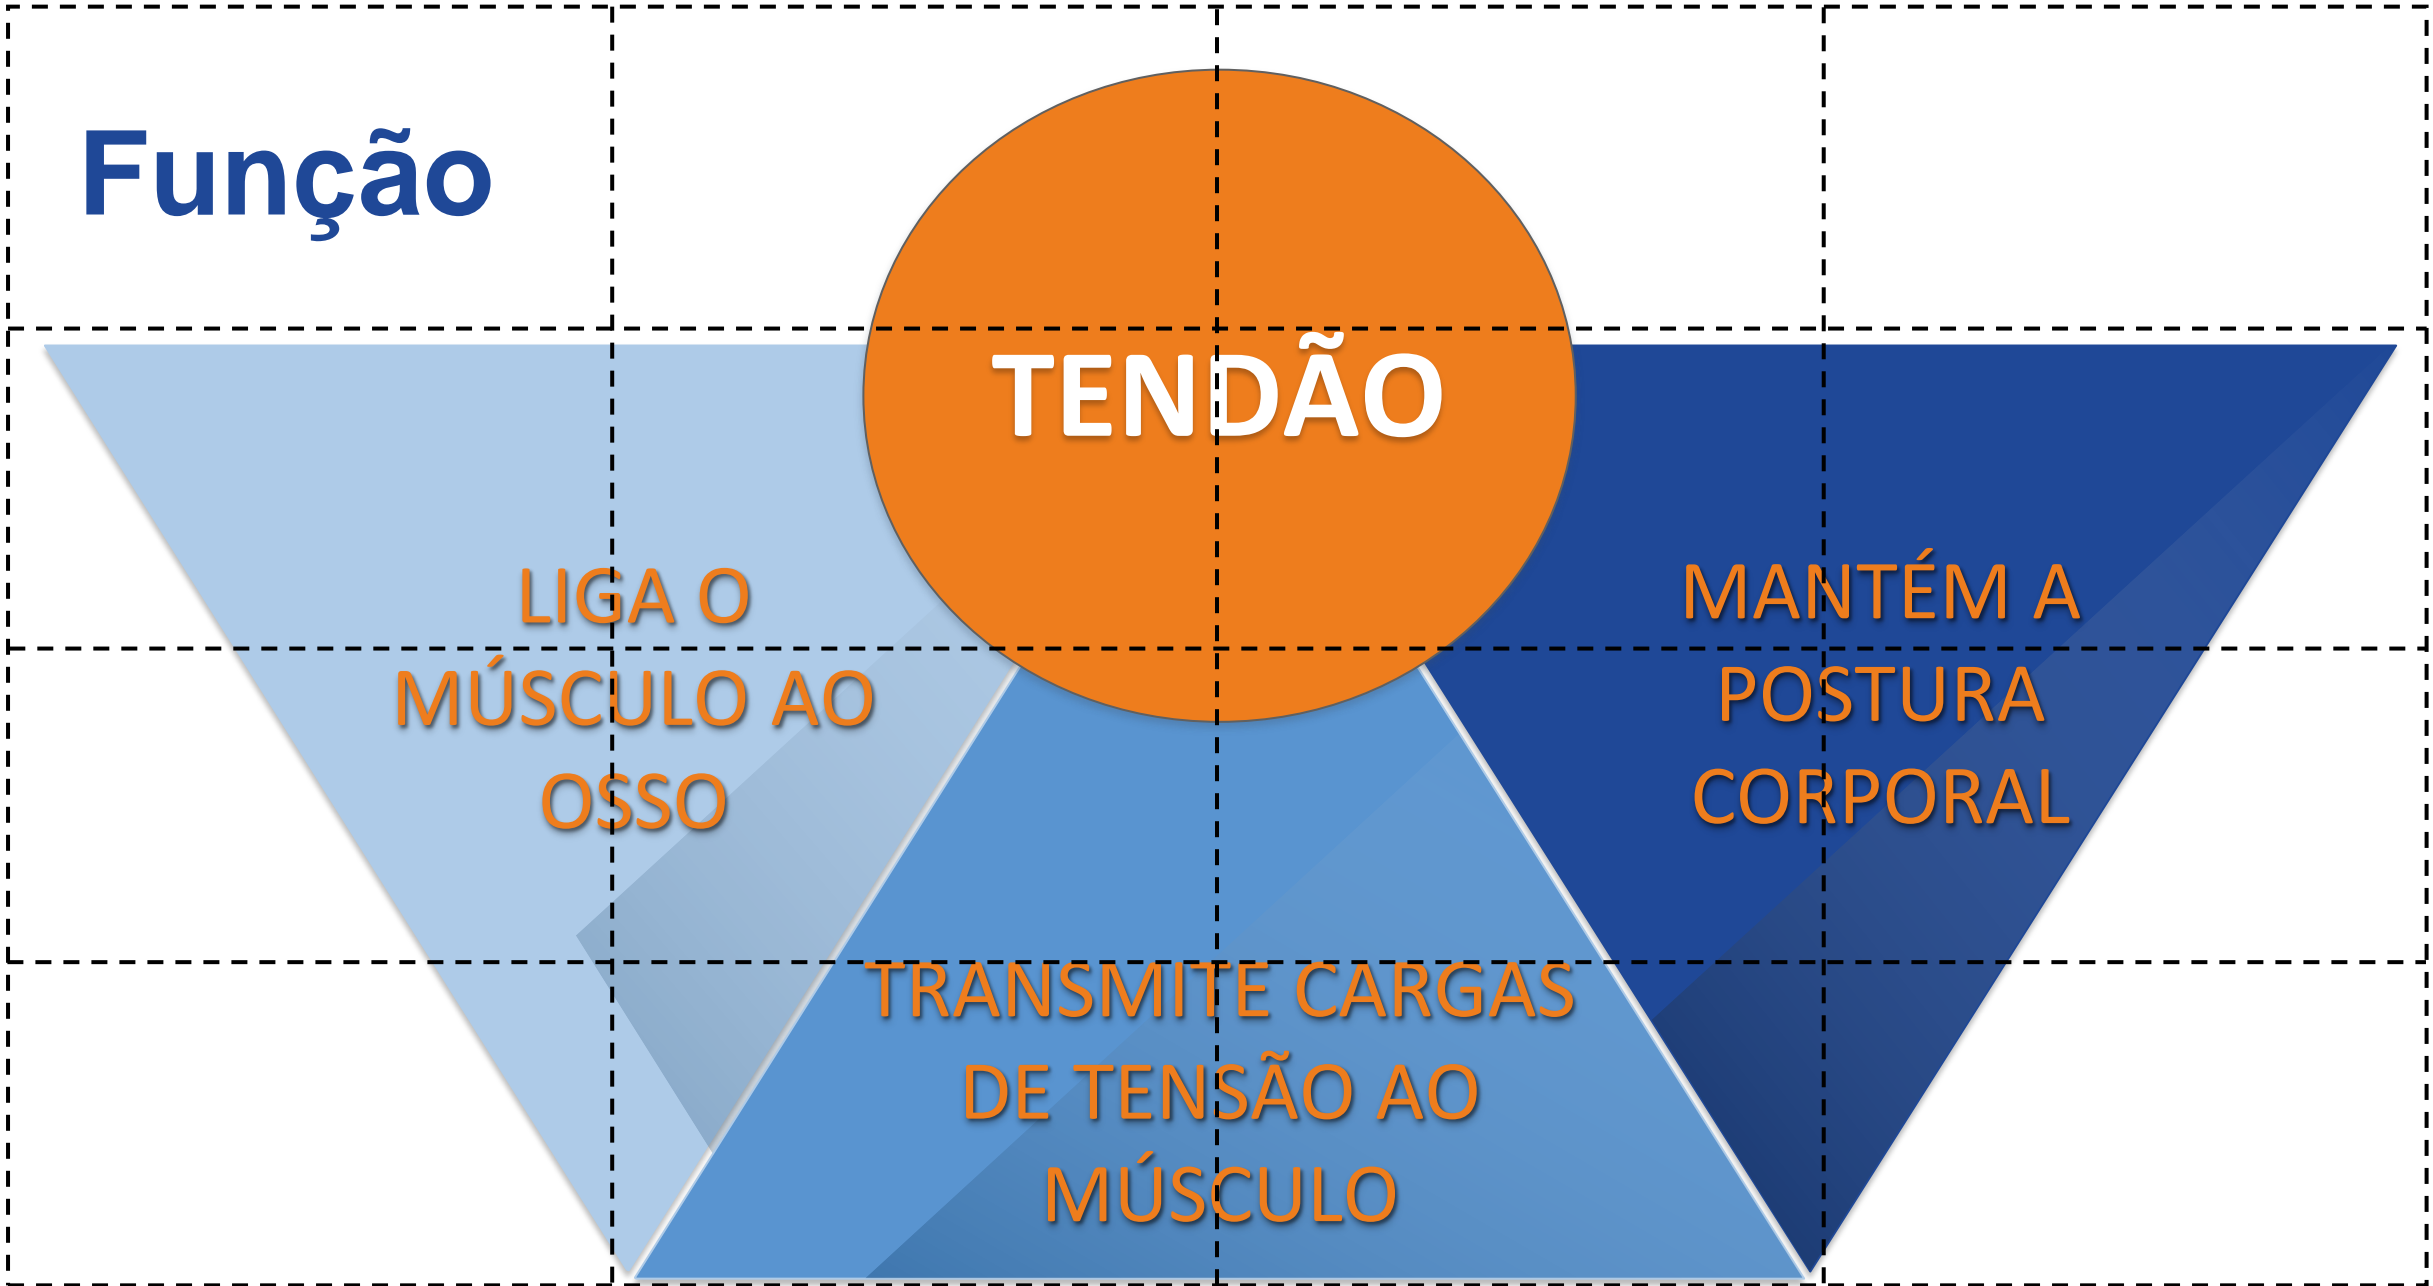 Função
TENDÃO
LIGA O
MÚSCULO AO
OSSO
MANTÉM A
POSTURA
CORPORAL
TRANSMITE CARGAS
DE TENSÃO AO
MÚSCULO